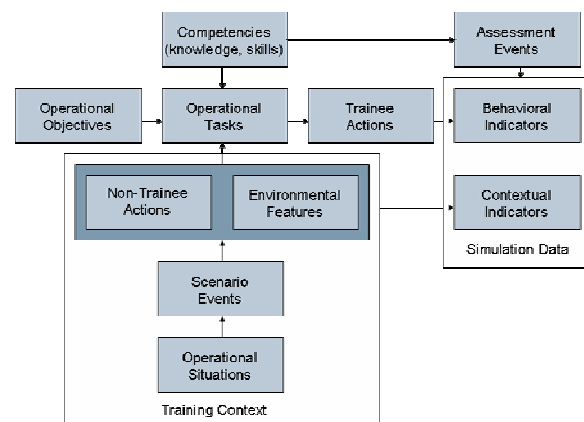 Competencies
(knowledge, skills)
Assessment
Events
Operational
Objectives
Operational
Tasks
Trainee
Actions
Behavioral
Indicators
Non-Trainee
Actions
Environmental
Features
Contextual
Indicators
Simulation Data
Scenario
Events
Operational
Situations
Training Context